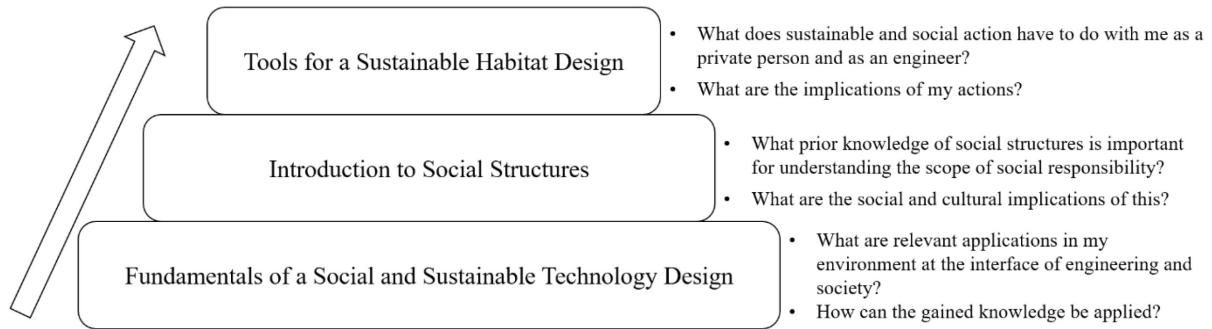 Tools for a Sustainable Habitat Design
• What does sustainable and social action have to do with me as a
private person and as an engineer?
• What are the implications of my actions?
Introduction to Social Structures
• What prior knowledge of social structures is important
for understanding the scope of social responsibility?
• What are the social and cultural implications of this?
Fundamentals of a Social and Sustainable Technology Design
• What are relevant applications in my
environment at the interface of engineering and
society?
• How can the gained knowledge be applied?